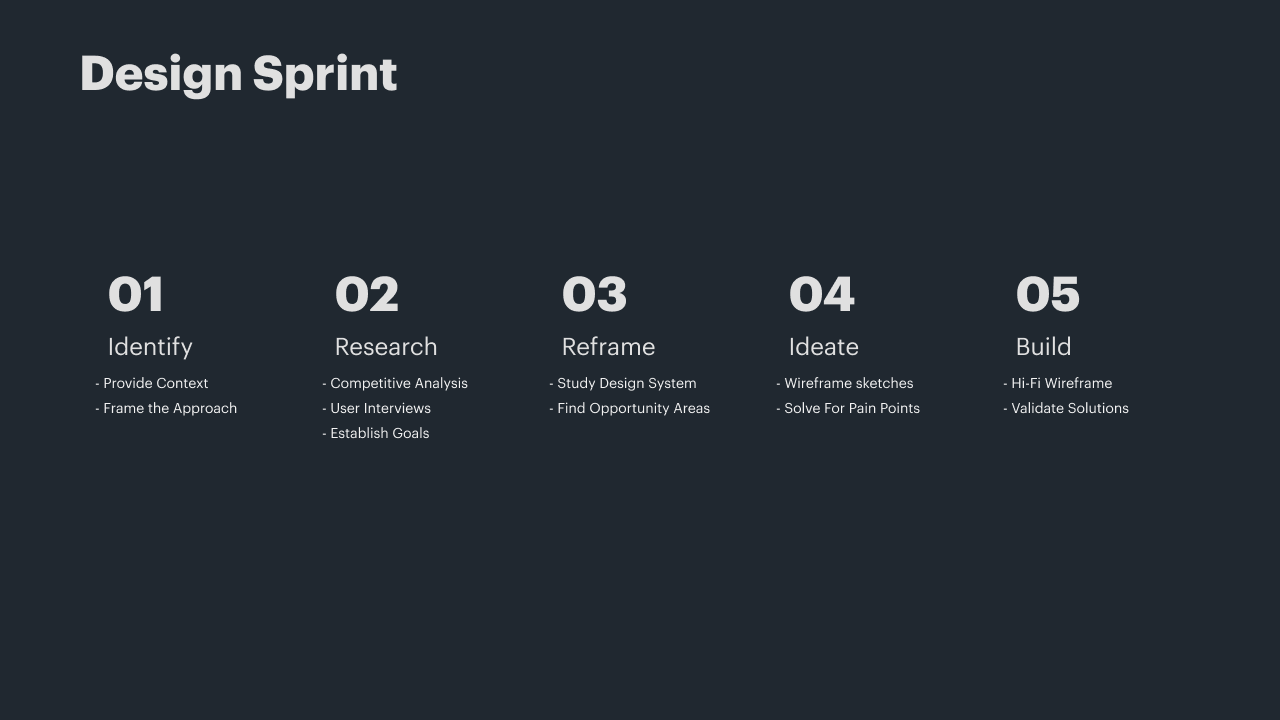 Design Sprint
01
Identify
- Provide Context
- Frame the Approach
02
Research
- Competitive Analysis
- User Interviews
- Establish Goals
03
Reframe
- Study Design System
- Find Opportunity Areas
04
Ideate
- Wireframe sketches
- Solve For Pain Points
05
Build
- Hi-Fi Wireframe
- Validate Solutions